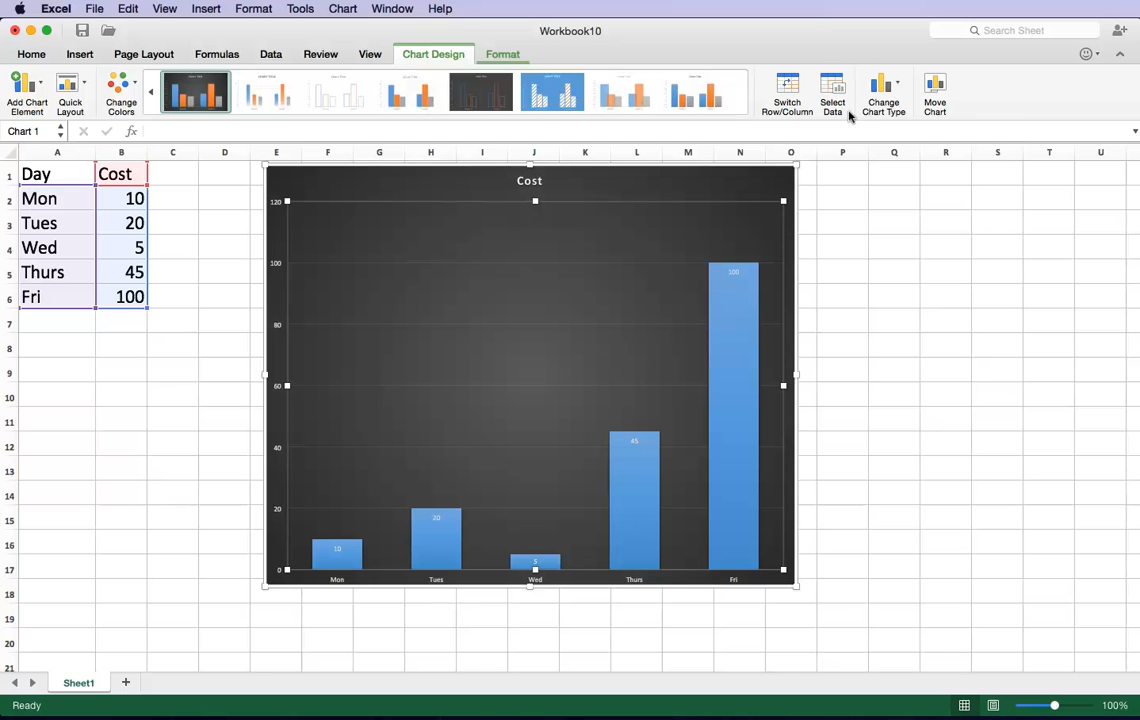 Excel File Edit View Insert Format Tools Chart Window Help
Workbook10
Search Sheet
Home Insert Page Layout Formulas Data Review View Chart Design Format
Add Chart Element
Quick Layout
Change Colors
Switch Row/Column
Select Data
Change Chart Type
Move Chart
Chart 1 fx
A B C D E F G H I J K L M N O P Q R S T U
1 Day Cost
2 Mon 10
3 Tues 20
4 Wed 5
5 Thurs 45
6 Fri 100
7
8
9
10
11
12
13
14
15
16
17
18
19
20
21
Cost
120
100
80
60
40
20
0
10 20 5 45 100
Mon Tues Wed Thurs Fri
Sheet1
Ready 100%